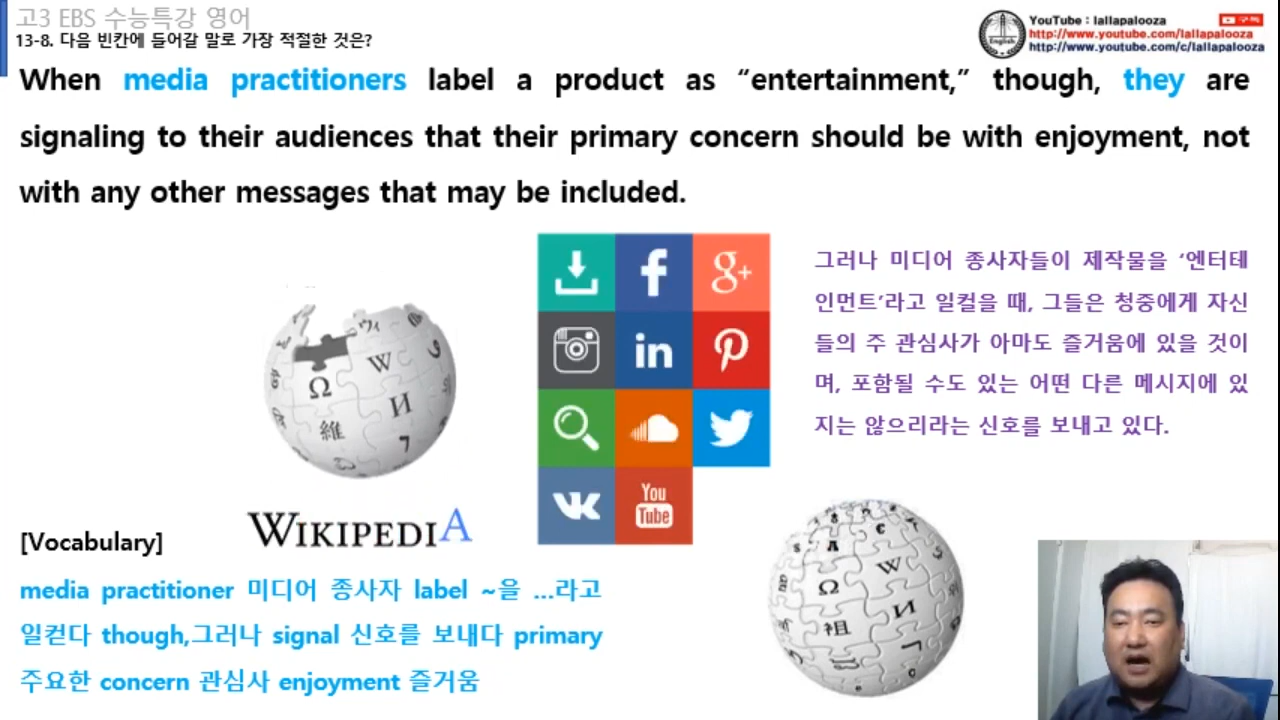 고3 EBS 수능특강 영어
13-8. 다음 빈칸에 들어갈 말로 가장 적절한 것은?
YouTube : lallapalooza
구독
http://www.youtube.com/lallapalooza
http://www.youtube.com/c/lallapalooza
English
When media practitioners label a product as “entertainment,” though, they are
signaling to their audiences that their primary concern should be with enjoyment, not
with any other messages that may be included.
그러나 미디어 종사자들이 제작물을 ‘엔터테
인먼트’라고 일컬을 때, 그들은 청중에게 자신
들의 주 관심사가 아마도 즐거움에 있을 것이
며, 포함될 수도 있는 어떤 다른 메시지에 있
지는 않으리라는 신호를 보내고 있다.
f g+
in
You
Tube
Ω W И 維
WIKIPEDIA
Ω W И 祖
[Vocabulary]
media practitioner 미디어 종사자 label ~을 …라고
일컫다 though,그러나 signal 신호를 보내다 primary
주요한 concern 관심사 enjoyment 즐거움